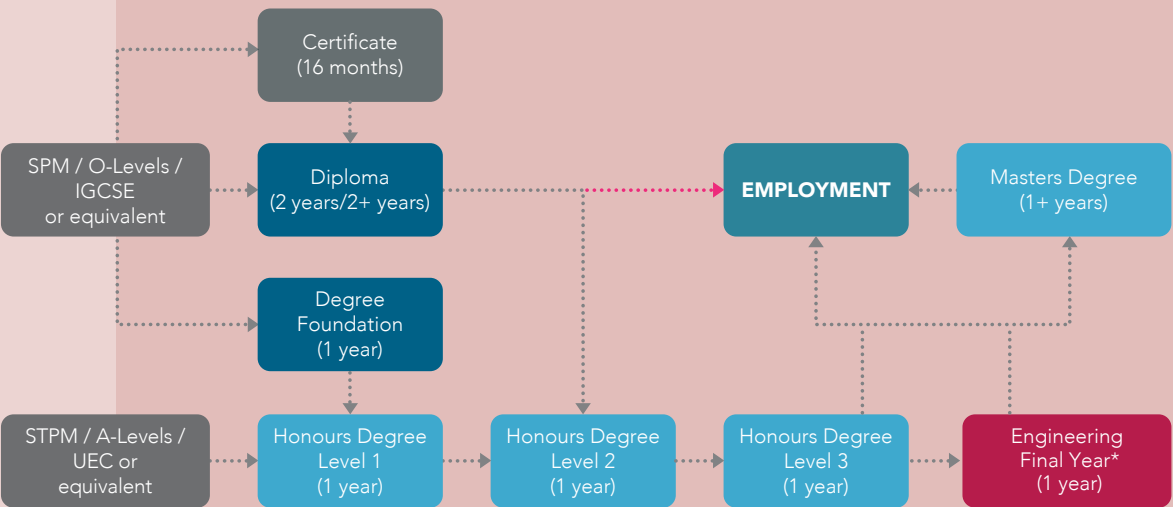 Certificate
(16 months)
SPM / O-Levels /
IGCSE
or equivalent
Diploma
(2 years/2+ years)
EMPLOYMENT
Masters Degree
(1+ years)
Degree
Foundation
(1 year)
STPM / A-Levels /
UEC or
equivalent
Honours Degree
Level 1
(1 year)
Honours Degree
Level 2
(1 year)
Honours Degree
Level 3
(1 year)
Engineering
Final Year*
(1 year)